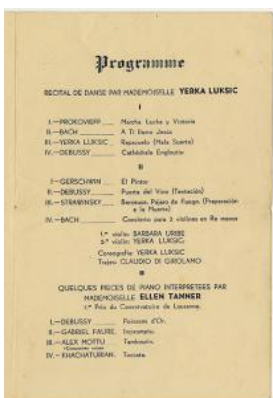 Programme
RECITAL DE DANSE PAR MADEMOISELLE YERKA LUKSIC
I
I.—PROKOVIEFF Marcha Lucha y Victoria
II.—BACH A Ti llamo Jesús
III.—YERKA LUKSIC Rapazuelo (Mala Suerte)
IV.—DEBUSSY Cathédrale Engloutie
II
I.—GERSCHWIN El Pintor
II.—DEBUSSY Puerta del Vino (Tentación)
III.—STRAWINSKY Berceuse. Pájaro de Fuego. (Preparación
a la Muerte)
IV.—BACH Concierto para 2 violines en Re menor
1.er violín: BARBARA URIBE
2.º violín: YERKA LUKSIC:
Coreografía: YERKA LUKSIC
Trajes: CLAUDIO DI GIROLAMO
III
QUELQUES PIECES DE PIANO INTERPRETEES PAR
MADEMOISELLE ELLEN TANNER
1.er Prix du Conservatoire de Lausanne.
I.—DEBUSSY Poissons d'Or.
II.—GABRIEL FAURE. Impromptu.
III.—ALEX MOTTU Tambourin.
IV.—KHACHATURIAN. Toccata.